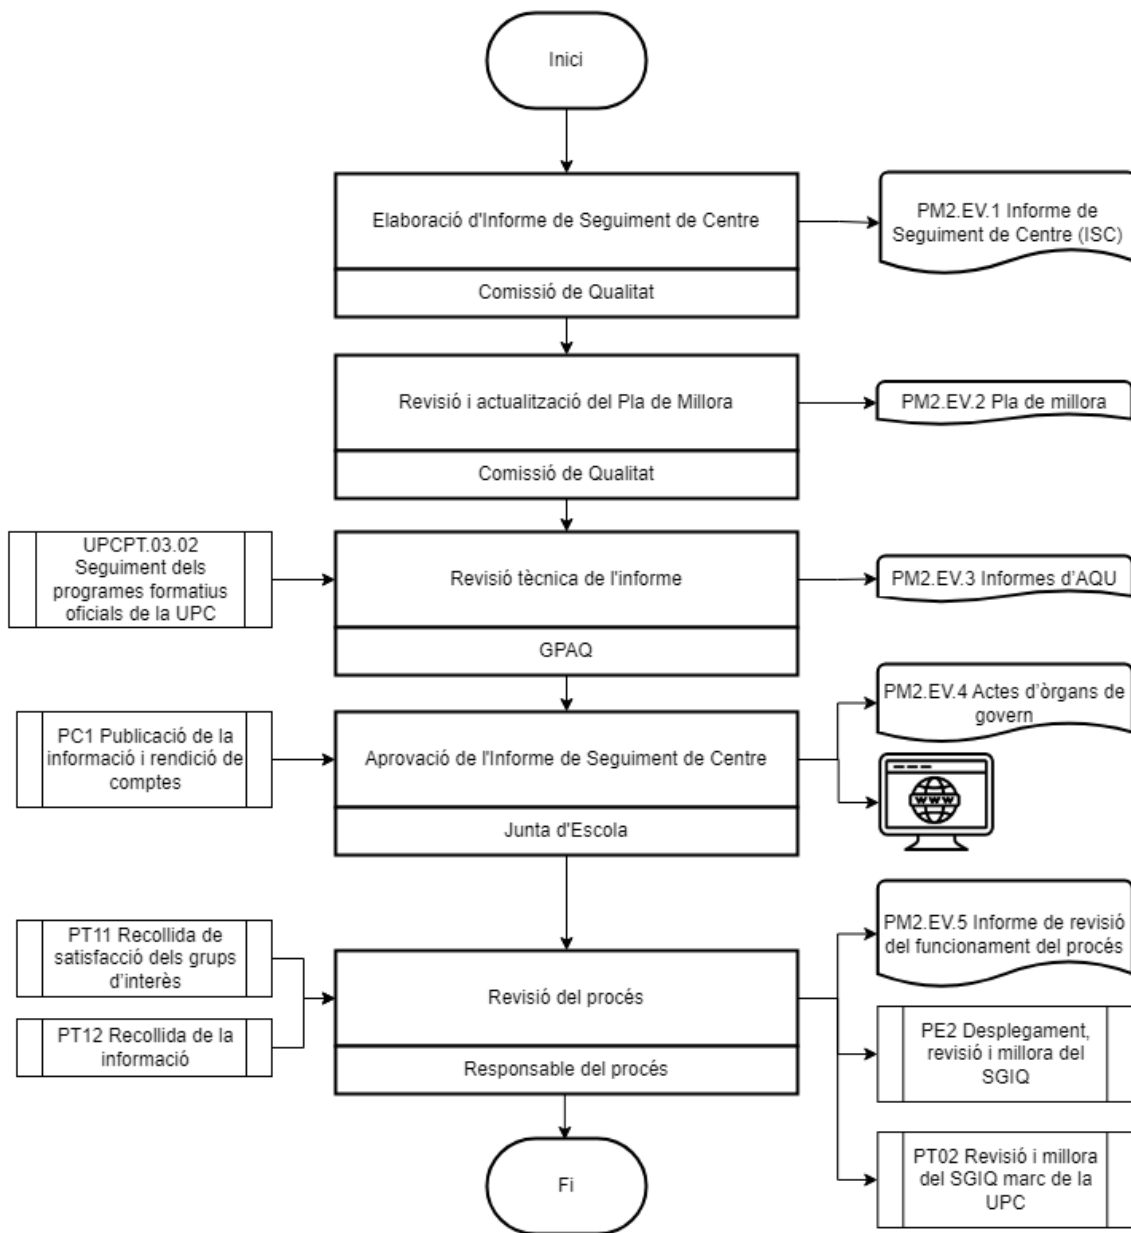 Inici
Elaboració d'Informe de Seguiment de Centre
Comissió de Qualitat
PM2.EV.1 Informe de
Seguiment de Centre (ISC)
Revisió i actualització del Pla de Millora
Comissió de Qualitat
PM2.EV.2 Pla de millora
UPCPT.03.02
Seguiment dels
programes formatius
oficials de la UPC
Revisió tècnica de l'informe
GPAQ
PM2.EV.3 Informes d’AQU
PC1 Publicació de la
informació i rendició de
comptes
Aprovació de l'Informe de Seguiment de Centre
Junta d'Escola
PM2.EV.4 Actes d’òrgans de
govern
WWW
PT11 Recollida de
satisfacció dels grups
d’interès
PT12 Recollida de la
informació
Revisió del procés
Responsable del procés
PM2.EV.5 Informe de revisió
del funcionament del procés
PE2 Desplegament,
revisió i millora del
SGIQ
PT02 Revisió i millora
del SGIQ marc de la
UPC
Fi